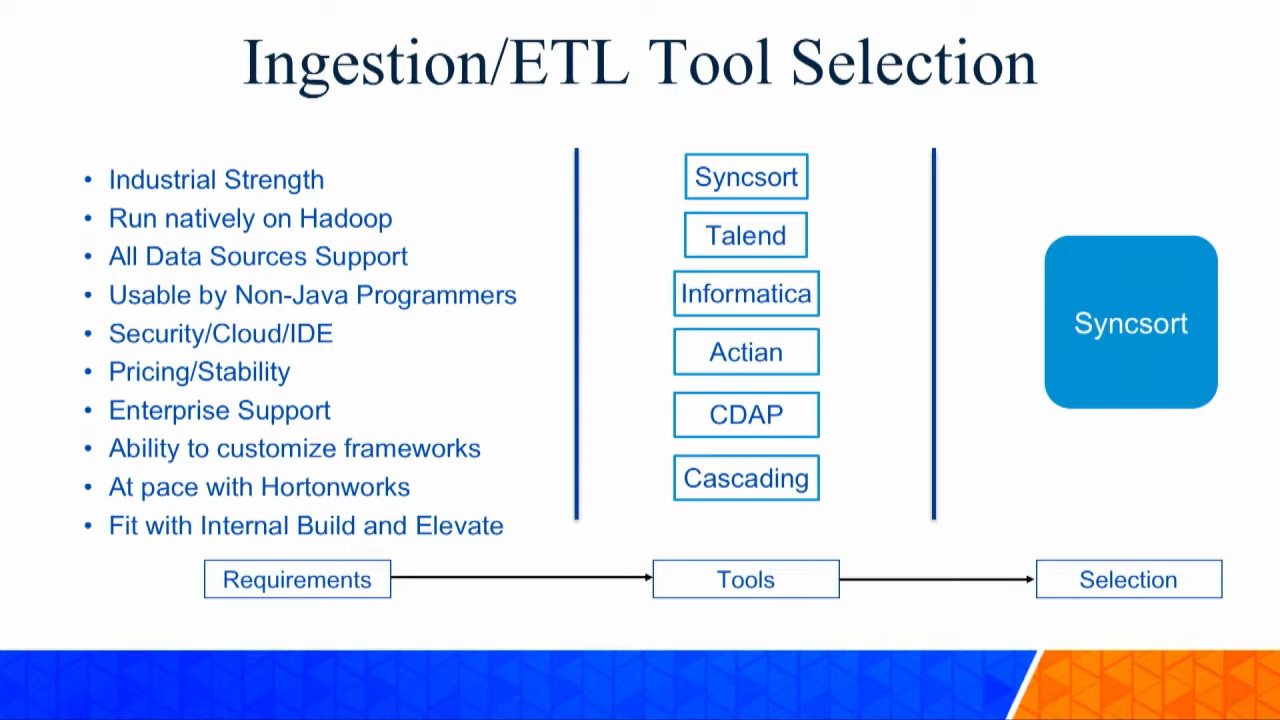 Ingestion/ETL Tool Selection
• Industrial Strength
• Run natively on Hadoop
• All Data Sources Support
• Usable by Non-Java Programmers
• Security/Cloud/IDE
• Pricing/Stability
• Enterprise Support
• Ability to customize frameworks
• At pace with Hortonworks
• Fit with Internal Build and Elevate
Syncsort
Talend
Informatica
Actian
CDAP
Cascading
Syncsort
Requirements
Tools
Selection